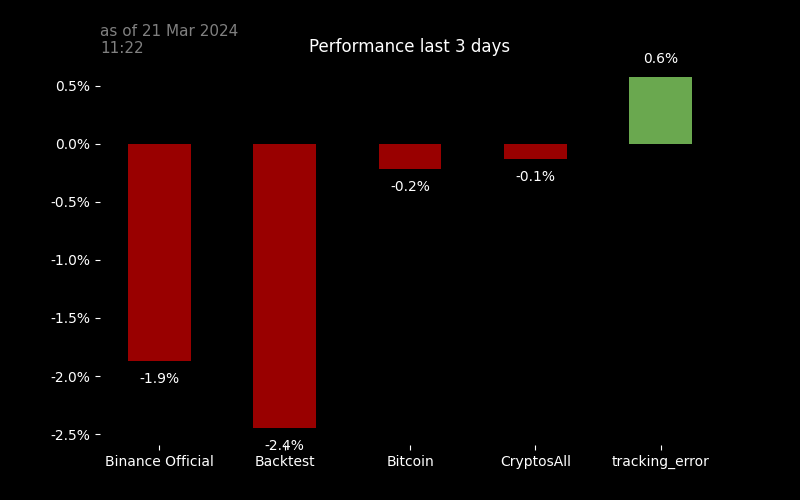 as of 21 Mar 2024
11:22
Performance last 3 days
0.6%
0.5%
0.0%
-0.2%
-0.1%
-0.5%
-1.0%
-1.5%
-1.9%
-2.0%
-2.4%
-2.5%
Binance Official
Backtest
Bitcoin
CryptosAll
tracking_error